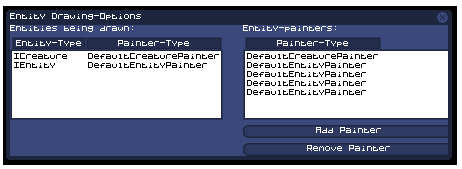 Entity Drawing-Options
Entities being drawn:
Entity-Type Painter-Type
ICreature DefaultCreaturePainter
IEntity DefaultEntityPainter
Entity-painters:
Painter-Type
DefaultCreaturePainter
DefaultEntityPainter
DefaultEntityPainter
DefaultEntityPainter
DefaultEntityPainter
Add Painter
Remove Painter